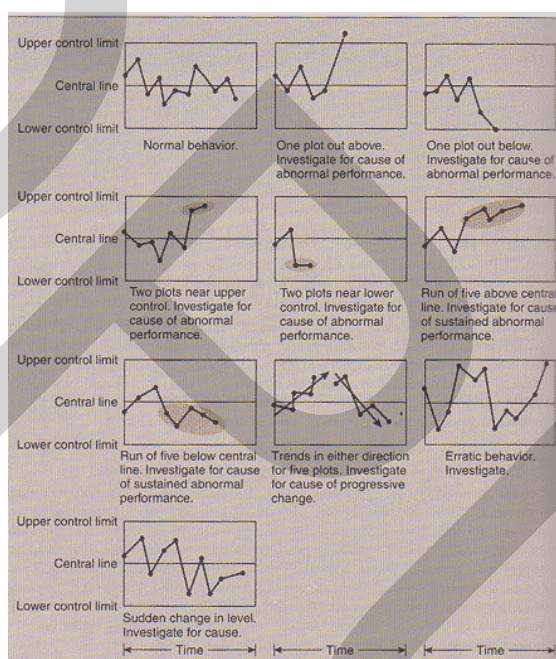 Upper control limit
Central line
Lower control limit
Normal behavior.
One plot out above.
Investigate for cause of
abnormal performance.
One plot out below.
Investigate for cause of
abnormal performance.
Upper control limit
Central line
Lower control limit
Two plots near upper
control. Investigate for
cause of abnormal
performance.
Two plots near lower
control. Investigate for
cause of abnormal
performance.
Run of five above central
line. Investigate for cause
of sustained abnormal
performance.
Upper control limit
Central line
Lower control limit
Run of five below central
line. Investigate for cause
of sustained abnormal
performance.
Trends in either direction
for five plots. Investigate
for cause of progressive
change.
Erratic behavior.
Investigate.
Upper control limit
Central line
Lower control limit
Sudden change in level.
Investigate for cause.
Time
Time
Time